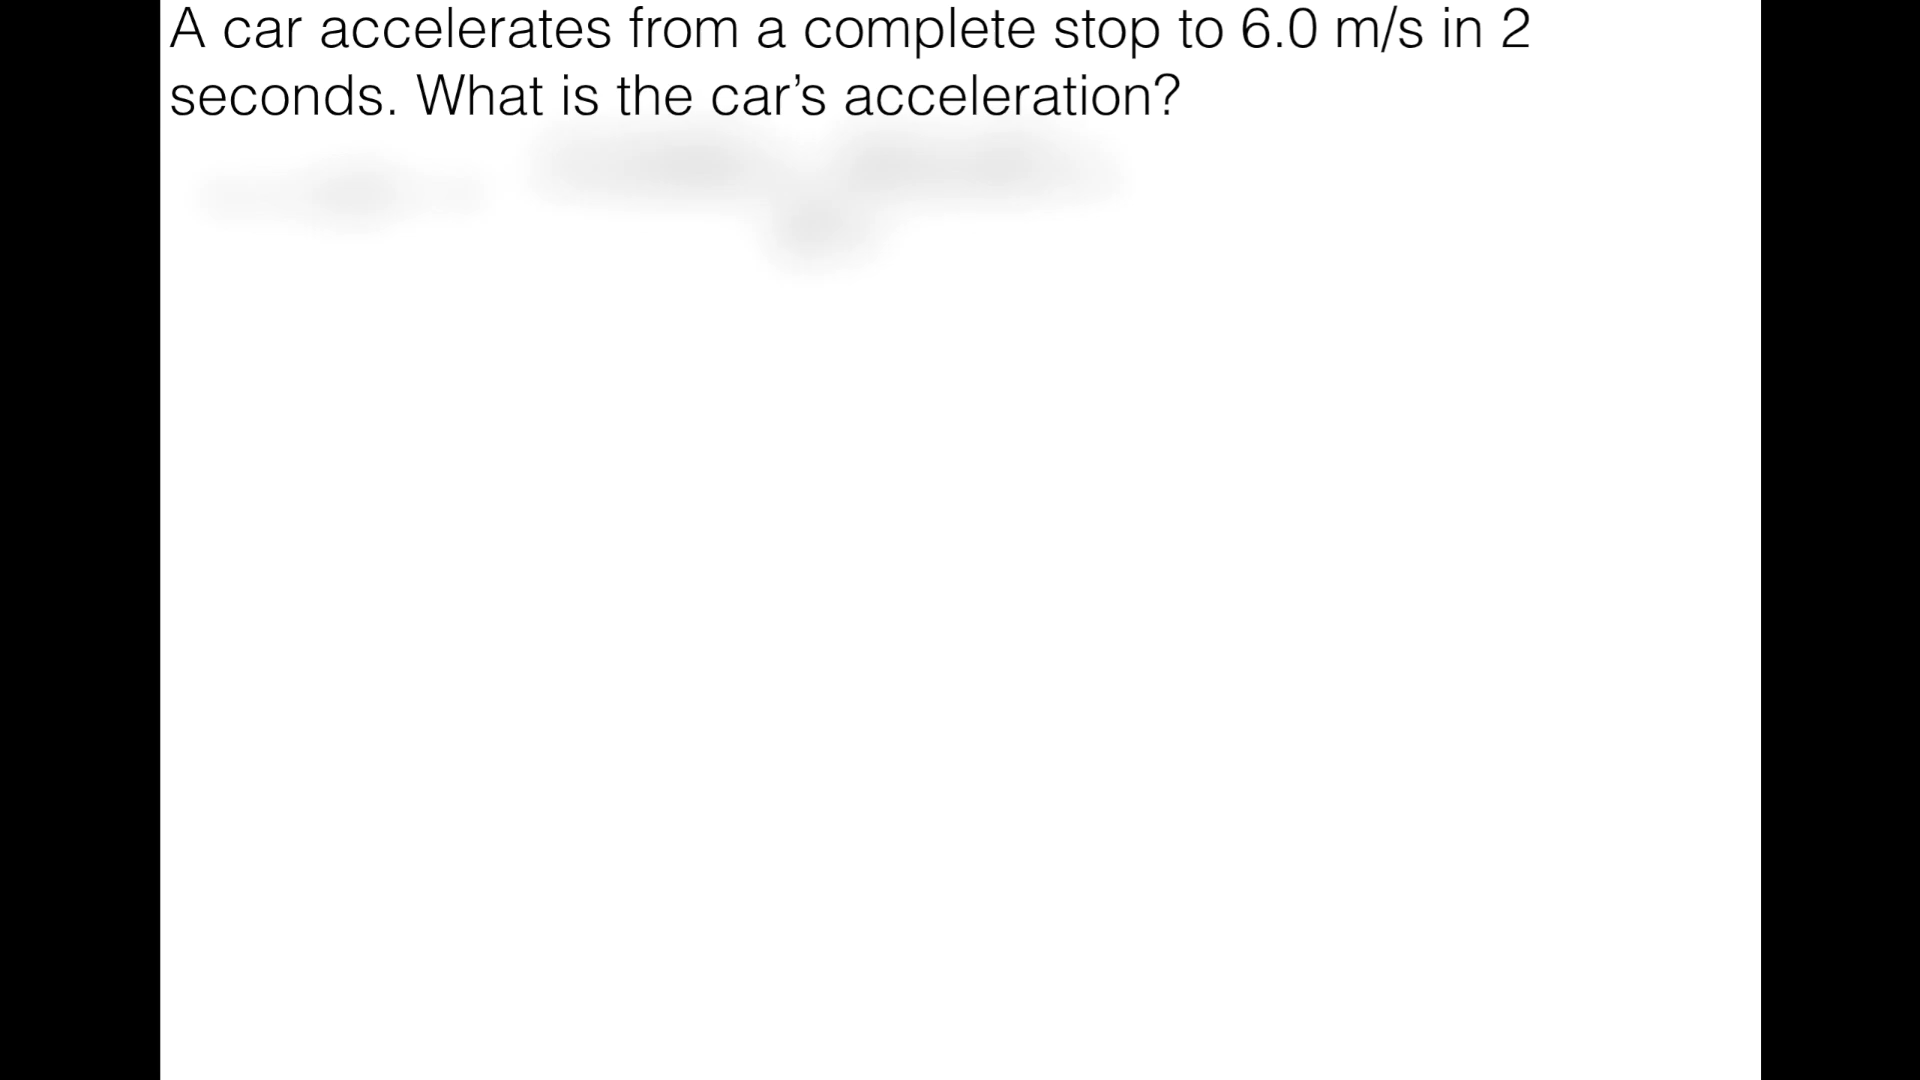 A car accelerates from a complete stop to 6.0 m/s in 2
seconds. What is the car’s acceleration?